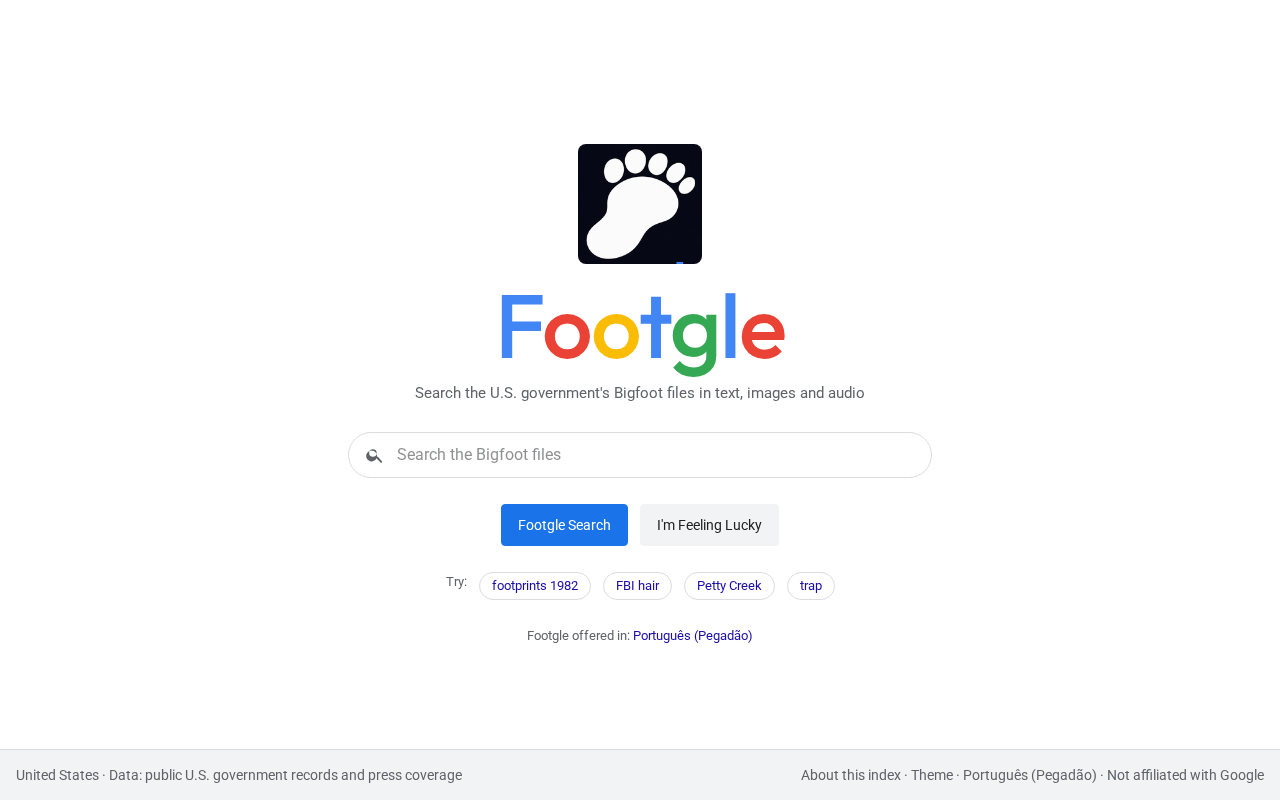 Footgle
Search the U.S. government's Bigfoot files in text, images and audio
Search the Bigfoot files
Footgle Search
I'm Feeling Lucky
Try:
footprints 1982
FBI hair
Petty Creek
trap
Footgle offered in: Português (Pegadão)
United States · Data: public U.S. government records and press coverage
About this index · Theme · Português (Pegadão) · Not affiliated with Google